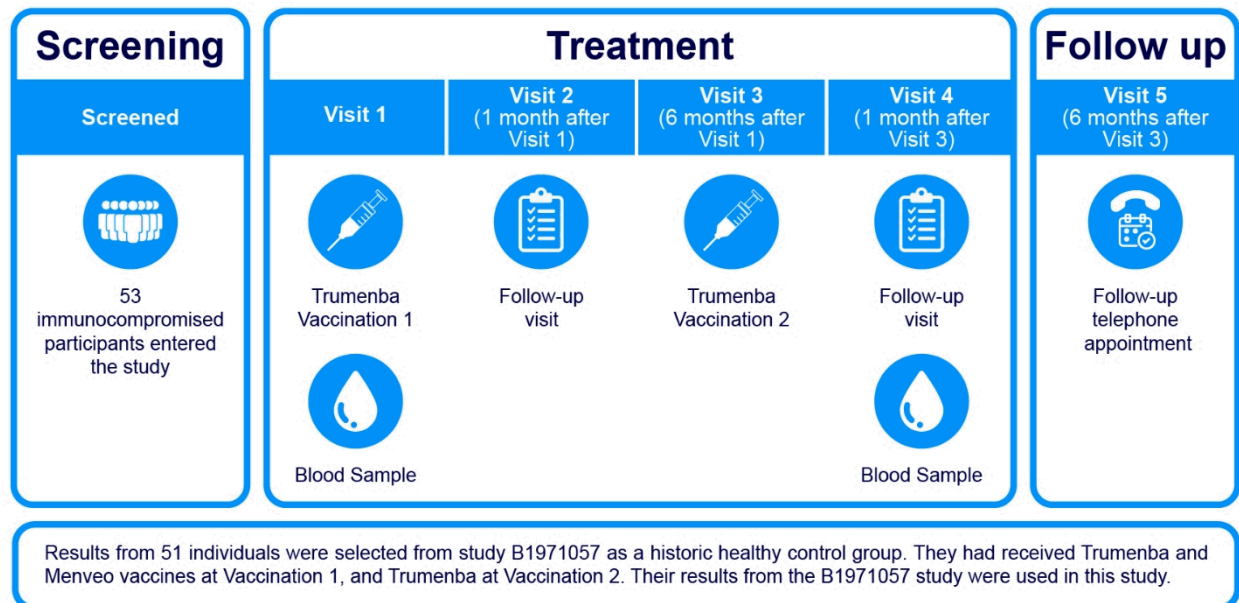 Screening
Screened
53
immunocompromised
participants entered
the study
Treatment
Visit 1
Trumenba
Vaccination 1
Blood Sample
Visit 2
(1 month after
Visit 1)
Follow-up
visit
Visit 3
(6 months after
Visit 1)
Trumenba
Vaccination 2
Visit 4
(1 month after
Visit 3)
Follow-up
visit
Blood Sample
Follow up
Visit 5
(6 months after
Visit 3)
Follow-up
telephone
appointment
Results from 51 individuals were selected from study B1971057 as a historic healthy control group. They had received Trumenba and
Menveo vaccines at Vaccination 1, and Trumenba at Vaccination 2. Their results from the B1971057 study were used in this study.